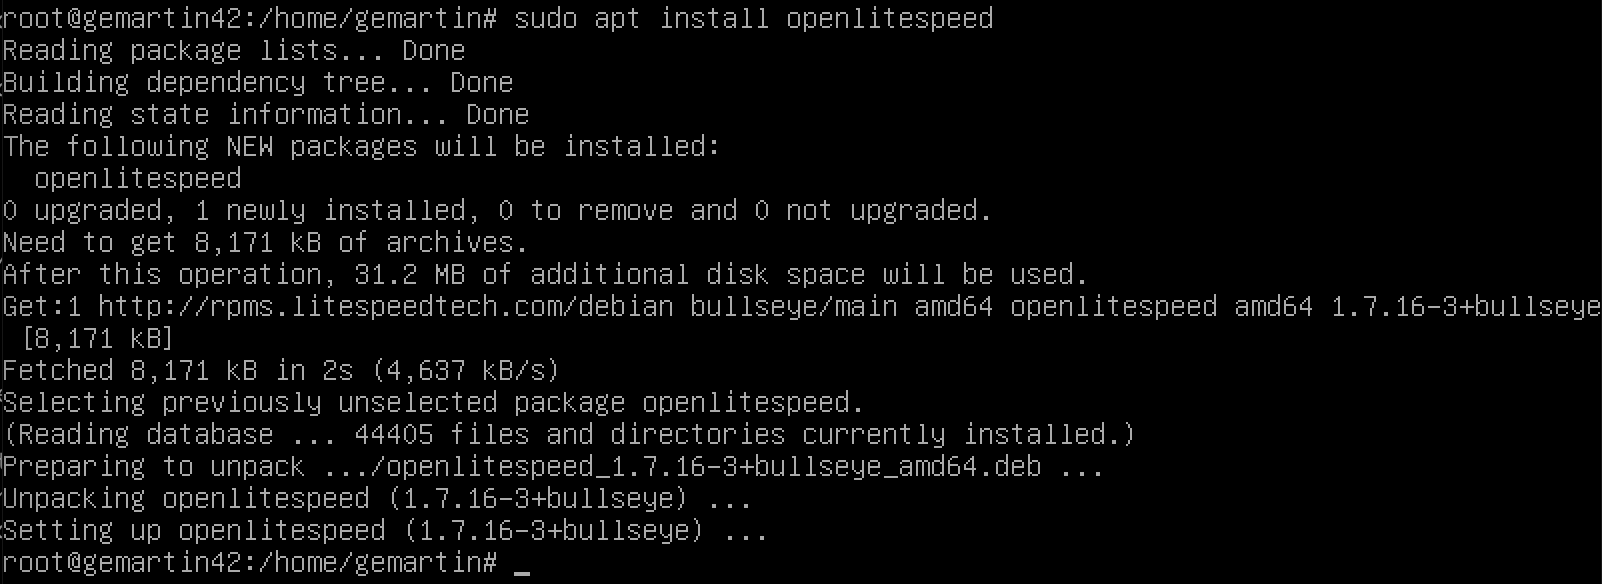 root@gemartin42:/home/gemartin# sudo apt install openlitespeed
Reading package lists... Done
Building dependency tree... Done
Reading state information... Done
The following NEW packages will be installed:
  openlitespeed
0 upgraded, 1 newly installed, 0 to remove and 0 not upgraded.
Need to get 8,171 kB of archives.
After this operation, 31.2 MB of additional disk space will be used.
Get:1 http://rpms.litespeedtech.com/debian bullseye/main amd64 openlitespeed amd64 1.7.16-3+bullseye
 [8,171 kB]
Fetched 8,171 kB in 2s (4,637 kB/s)
Selecting previously unselected package openlitespeed.
(Reading database ... 44405 files and directories currently installed.)
Preparing to unpack .../openlitespeed_1.7.16-3+bullseye_amd64.deb ...
Unpacking openlitespeed (1.7.16-3+bullseye) ...
Setting up openlitespeed (1.7.16-3+bullseye) ...
root@gemartin42:/home/gemartin# _